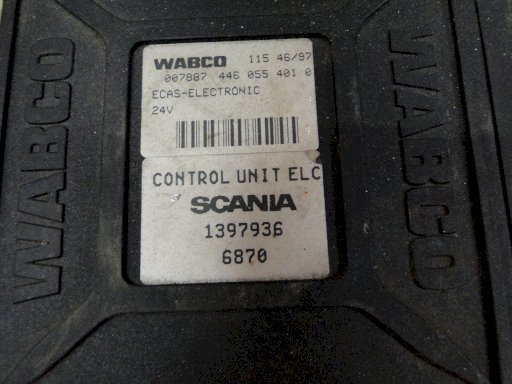 WABCO
WABCO 115 46/97
007887 446 055 401 0
ECAS-ELECTRONIC
24V
CONTROL UNIT ELC
SCANIA
1397936
6870
WABCO